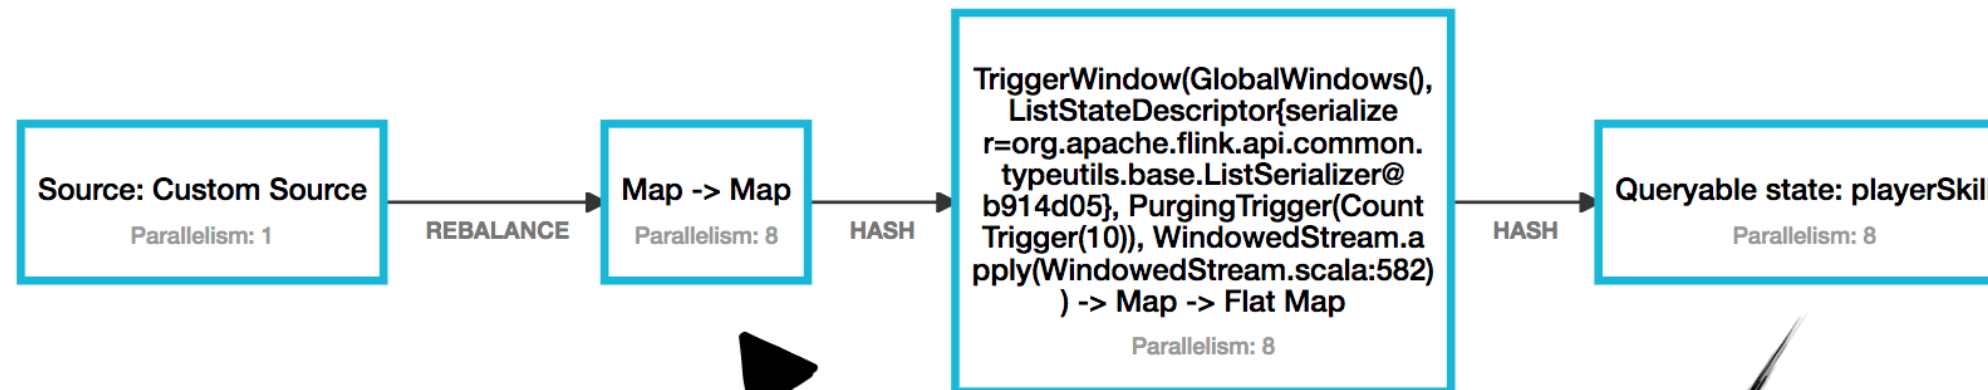 Source: Custom Source
Parallelism: 1
REBALANCE
Map -> Map
Parallelism: 8
HASH
TriggerWindow(GlobalWindows(),
ListStateDescriptor{serialize
r=org.apache.flink.api.common.
typeutils.base.ListSerializer@
b914d05}, PurgingTrigger(Count
Trigger(10)), WindowedStream.a
pply(WindowedStream.scala:582)
) -> Map -> Flat Map
Parallelism: 8
HASH
Queryable state: playerSkill
Parallelism: 8